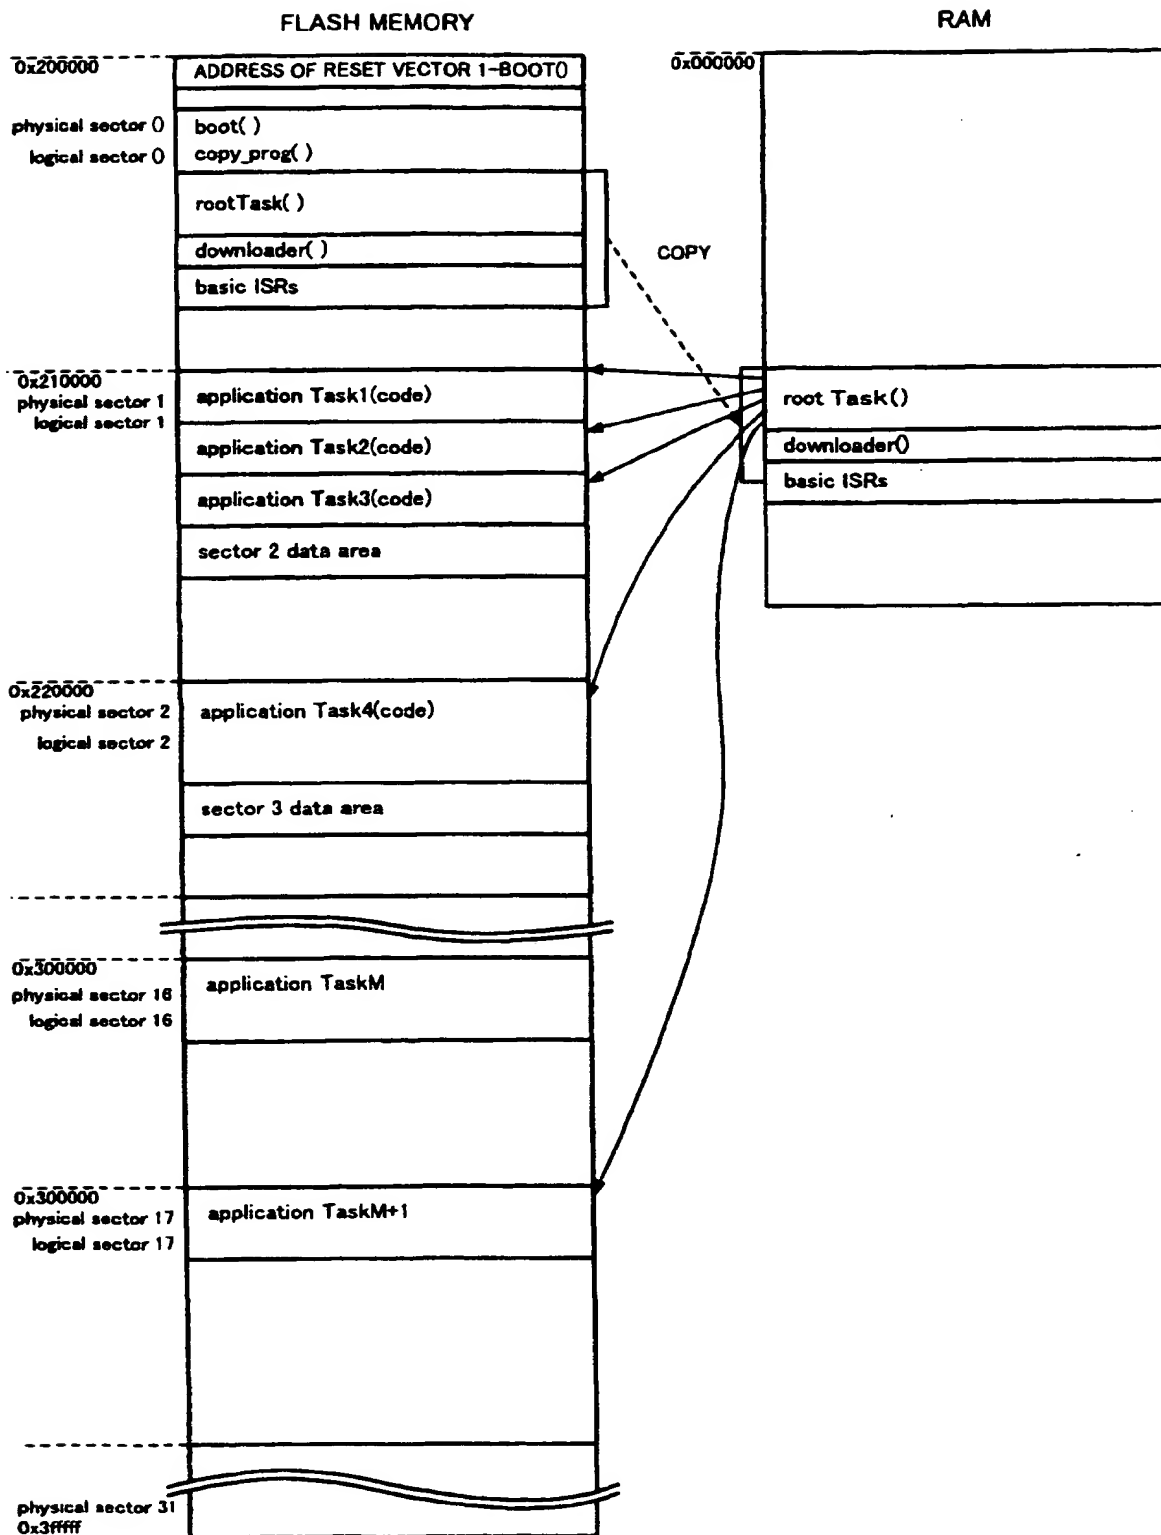 FLASH MEMORY
RAM
0x200000
ADDRESS OF RESET VECTOR 1-BOOT()
0x000000
physical sector 0
logical sector 0
boot( )
copy_prog( )
rootTask( )
downloader( )
basic ISRs
COPY
0x210000
physical sector 1
logical sector 1
application Task1(code)
application Task2(code)
application Task3(code)
sector 2 data area
root Task()
downloader()
basic ISRs
0x220000
physical sector 2
logical sector 2
application Task4(code)
sector 3 data area
0x300000
physical sector 16
logical sector 16
application TaskM
0x300000
physical sector 17
logical sector 17
application TaskM+1
physical sector 31
0x3fffff